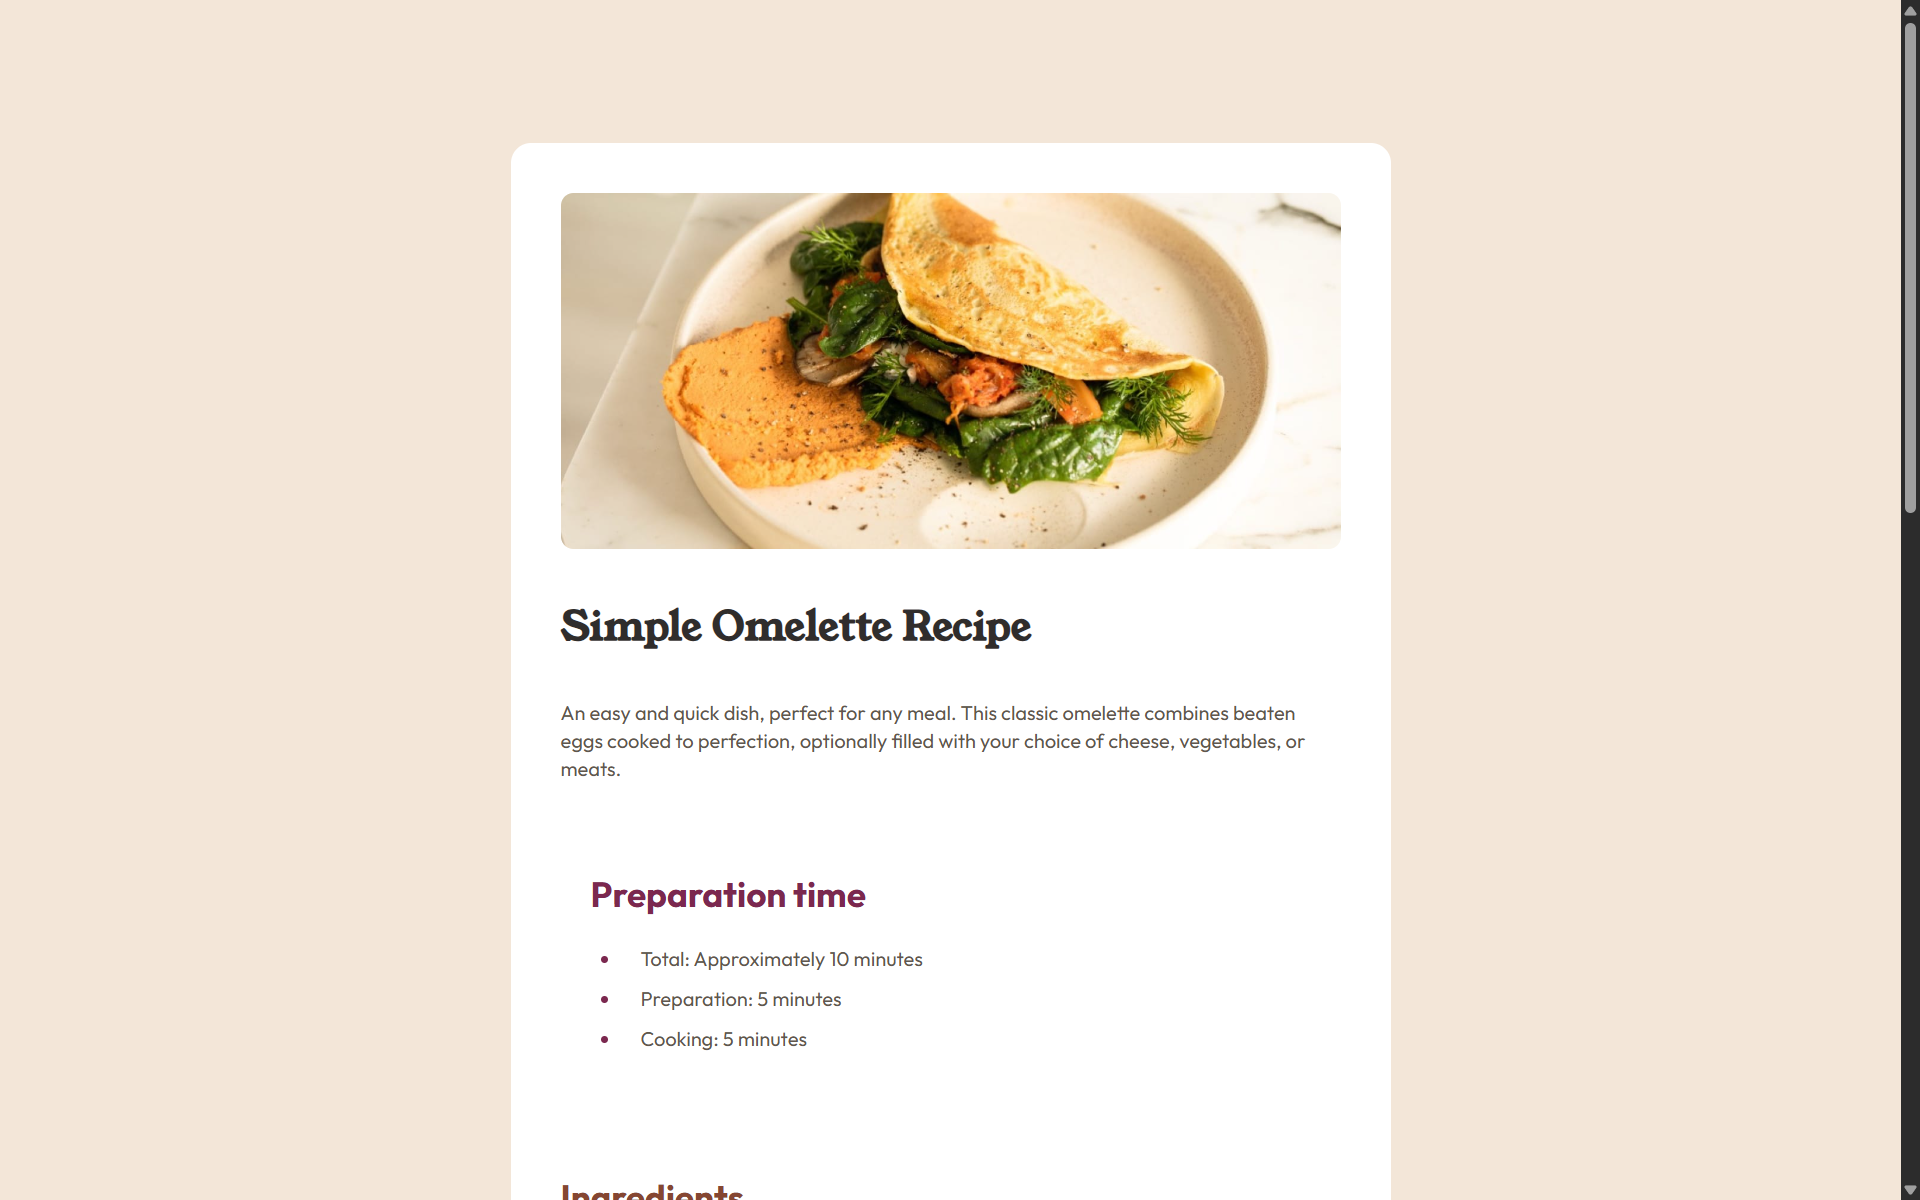 Simple Omelette Recipe
An easy and quick dish, perfect for any meal. This classic omelette combines beaten
eggs cooked to perfection, optionally filled with your choice of cheese, vegetables, or
meats.
Preparation time
• Total: Approximately 10 minutes
• Preparation: 5 minutes
• Cooking: 5 minutes
Ingredients